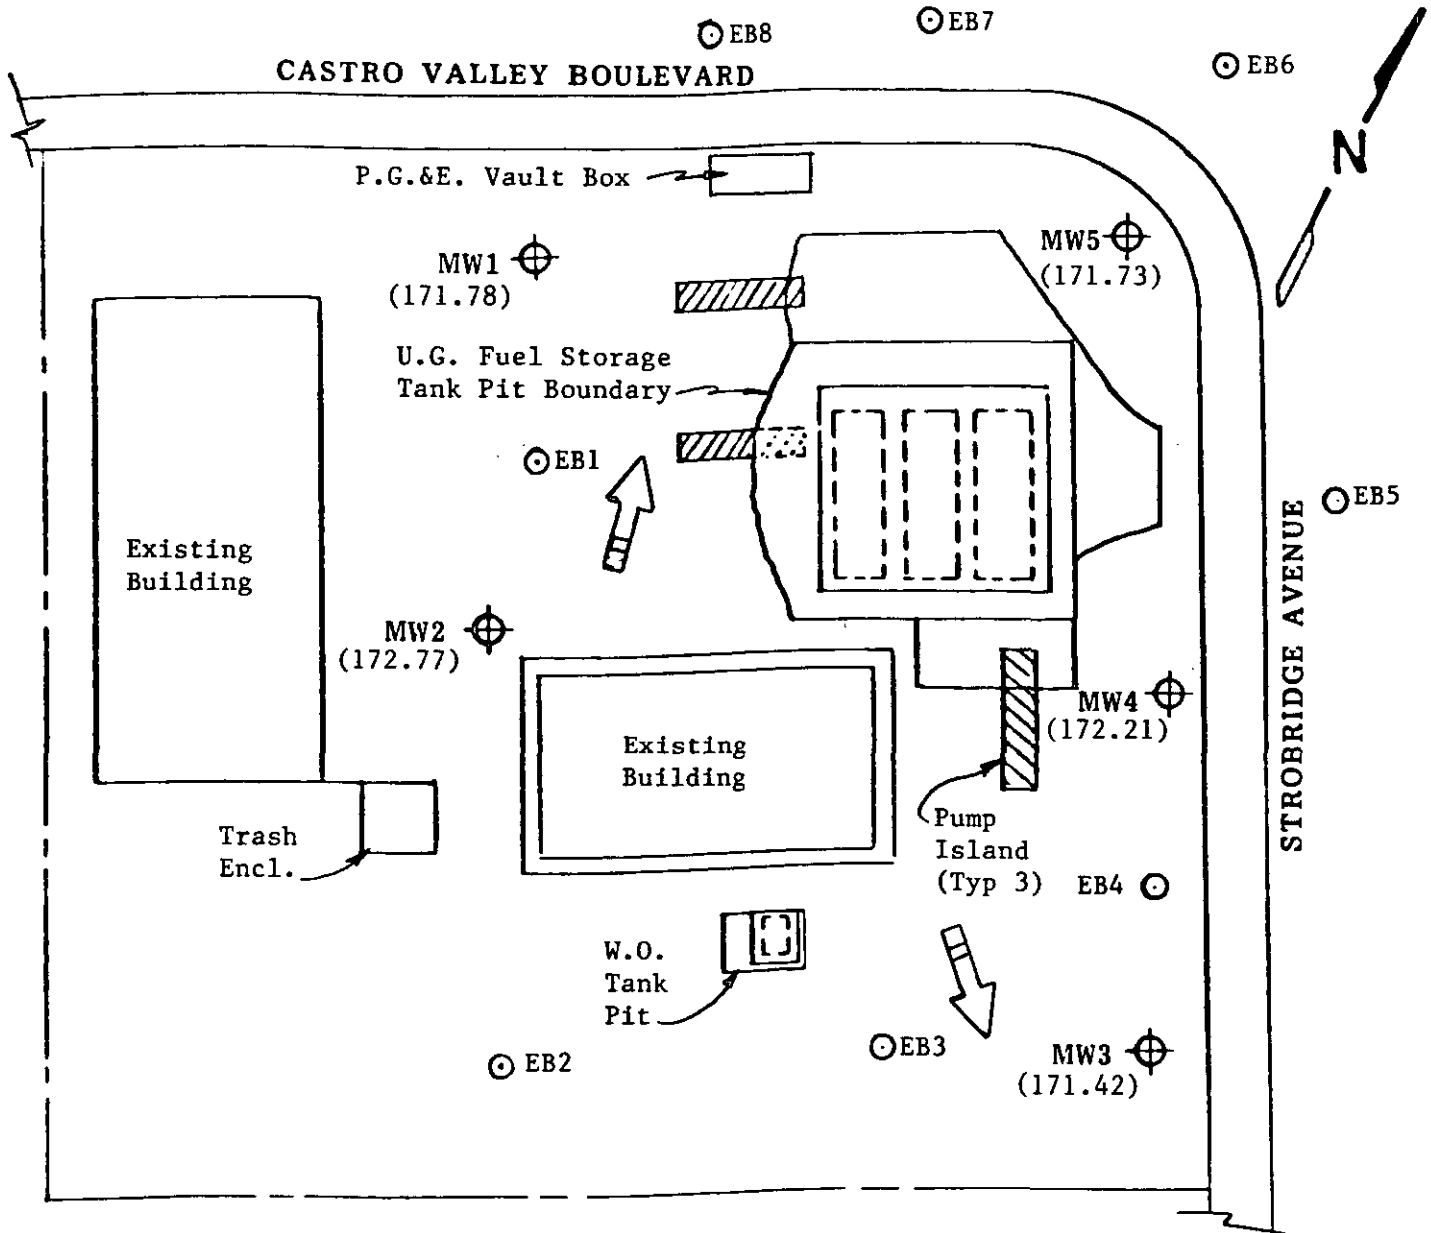 EB8
EB7
EB6
CASTRO VALLEY BOULEVARD
N
P.G.&E. Vault Box
MW1
(171.78)
MW5
(171.73)
U.G. Fuel Storage
Tank Pit Boundary
EB1
EB5
Existing
Building
STROBRIDGE AVENUE
MW2
(172.77)
MW4
(172.21)
Existing
Building
Trash
Encl.
Pump
Island
(Typ 3)
EB4
W.O.
Tank
Pit
EB3
EB2
MW3
(171.42)